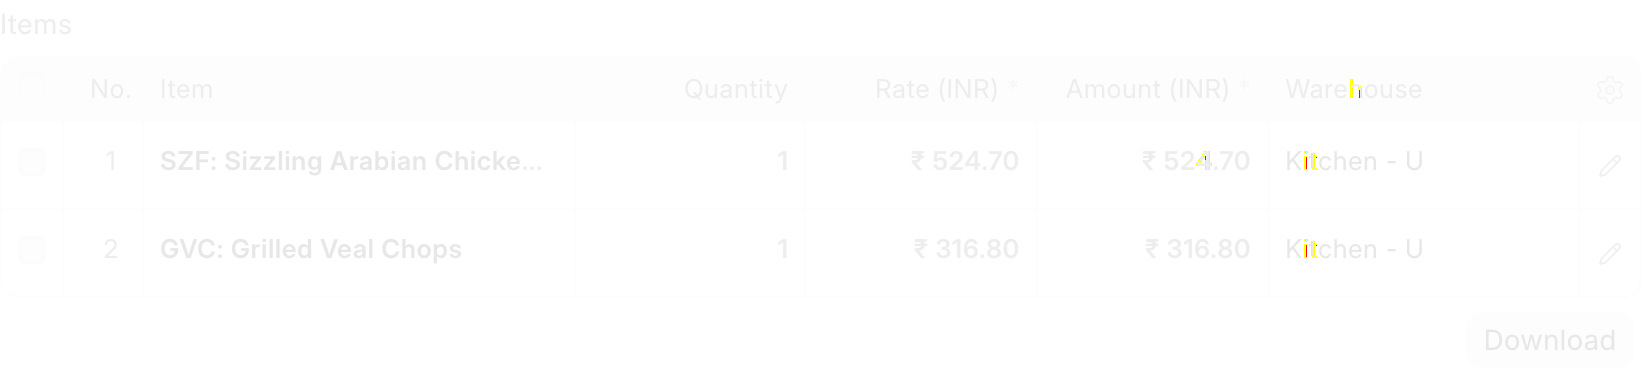 Items
No. Item Quantity Rate (INR) * Amount (INR) * Warehouse
1 SZF: Sizzling Arabian Chicke... 1 ₹ 524.70 ₹ 524.70 Kitchen - U
2 GVC: Grilled Veal Chops 1 ₹ 316.80 ₹ 316.80 Kitchen - U
Download